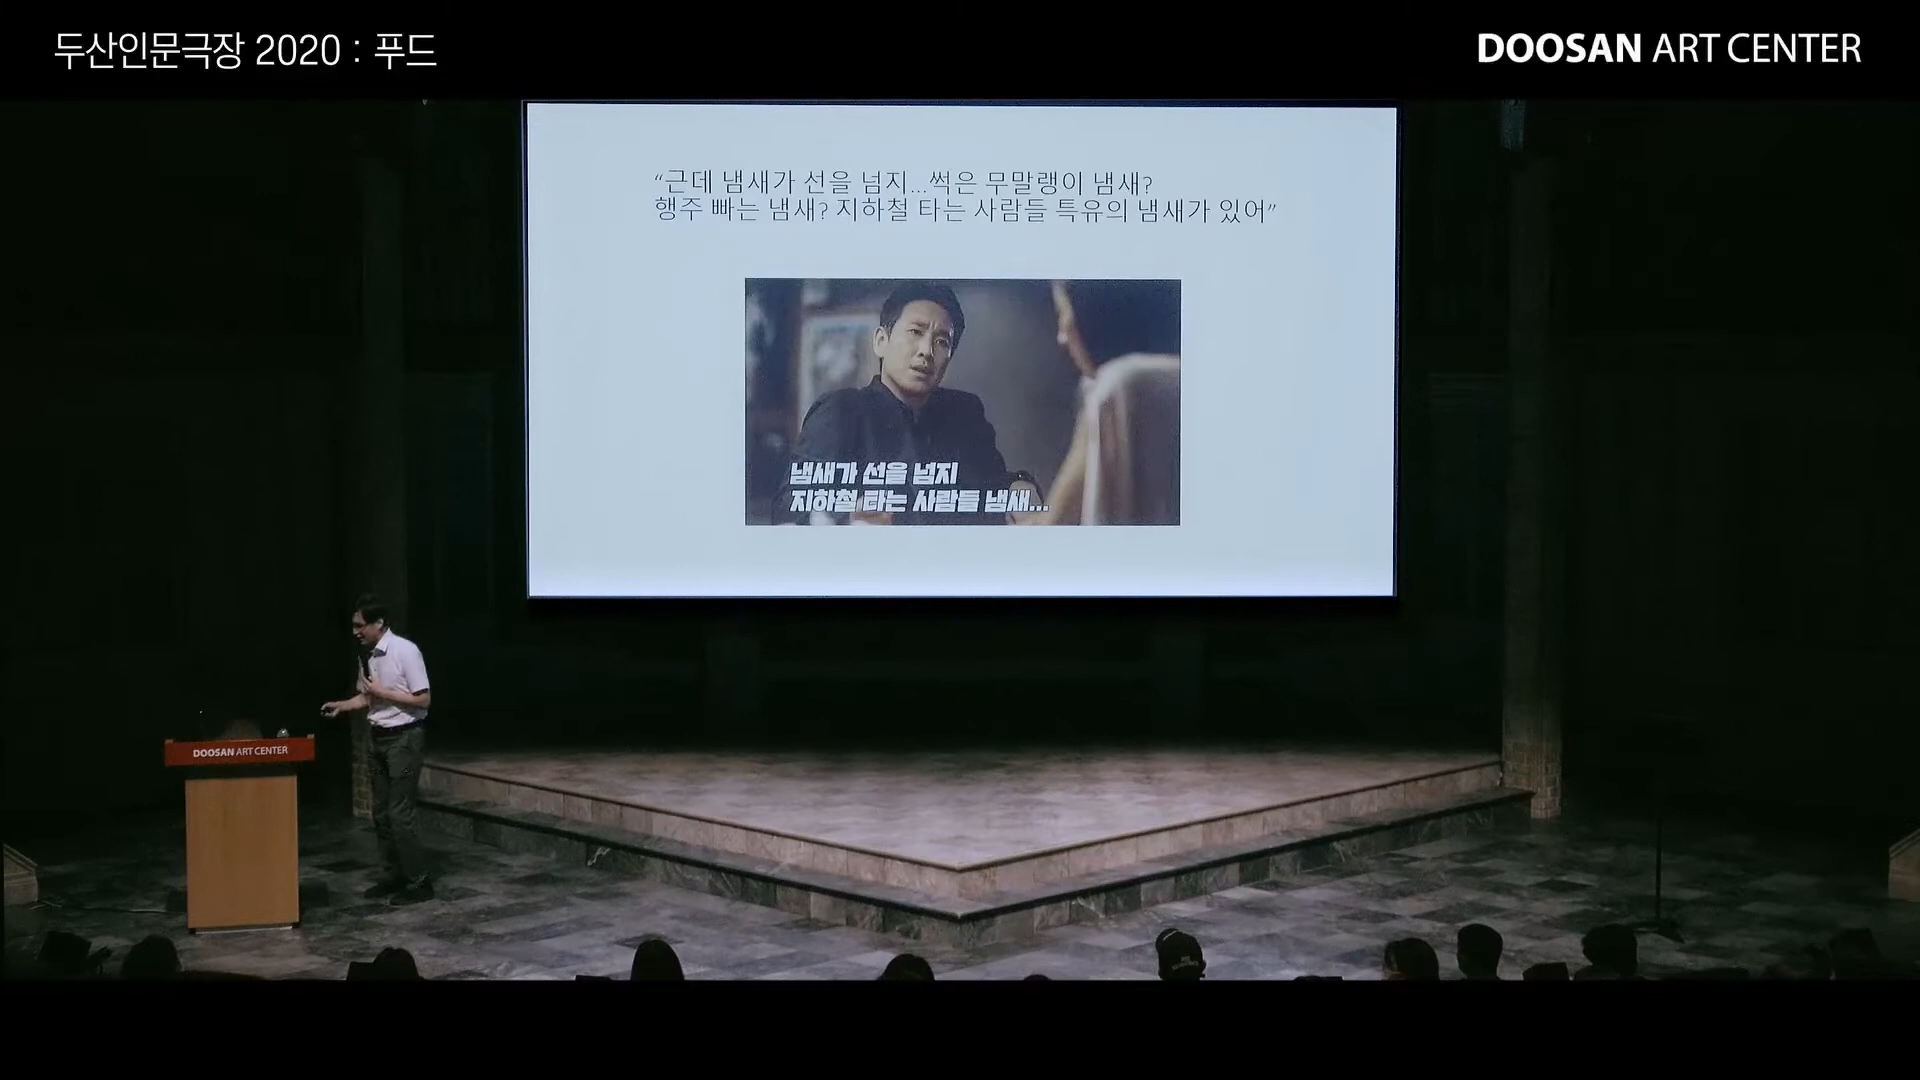 두산인문극장 2020 : 푸드
DOOSAN ART CENTER
“근데 냄새가 선을 넘지...썩은 무말랭이 냄새?
행주 빠는 냄새? 지하철 타는 사람들 특유의 냄새가 있어”
냄새가 선을 넘지
지하철 타는 사람들 냄새...
DOOSAN ART CENTER